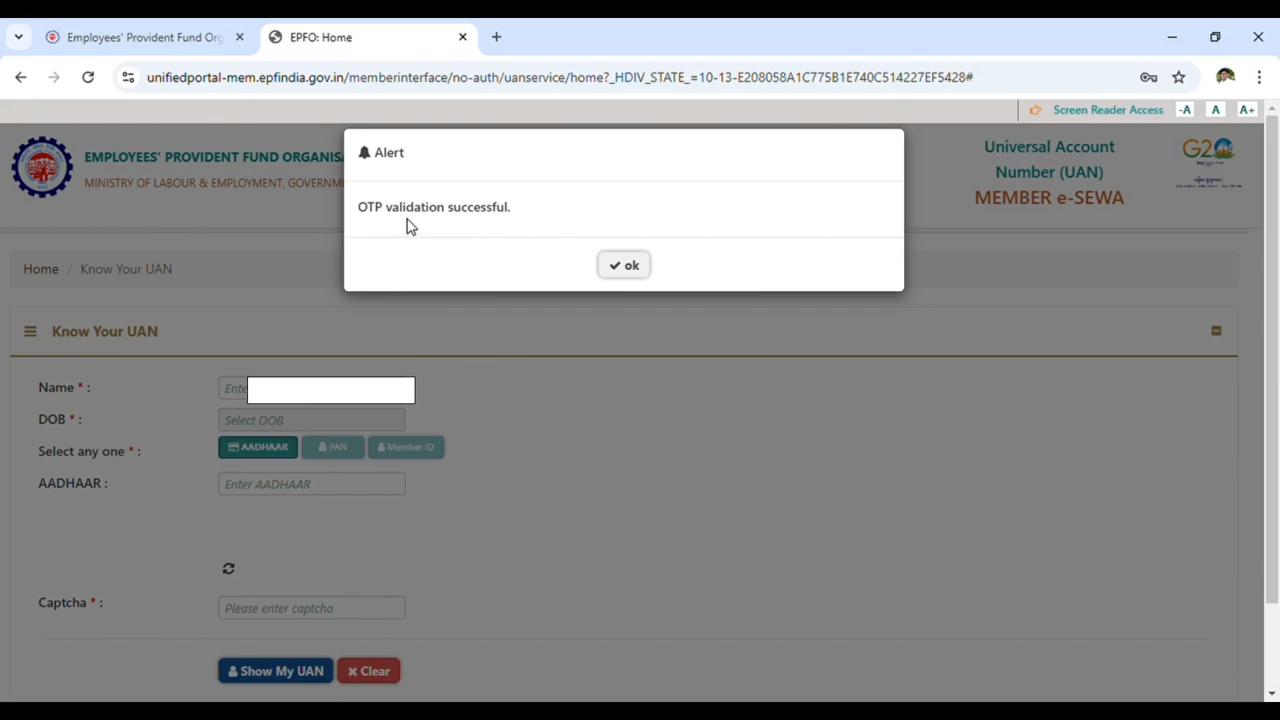 Employees' Provident Fund Org
EPFO: Home
unifiedportal-mem.epfindia.gov.in/memberinterface/no-auth/uanservice/home?_HDIV_STATE_=10-13-E208058A1C775B1E740C514227EF5428#
Screen Reader Access -A A A+
EMPLOYEES' PROVIDENT FUND ORGANISA
MINISTRY OF LABOUR & EMPLOYMENT, GOVERNM
Universal Account
Number (UAN)
MEMBER e-SEWA
G20
Alert
OTP validation successful.
ok
Home / Know Your UAN
Know Your UAN
Name * : Ente
DOB * : Select DOB
Select any one * : AADHAAR PAN Member ID
AADHAAR : Enter AADHAAR
Captcha * : Please enter captcha
Show My UAN Clear